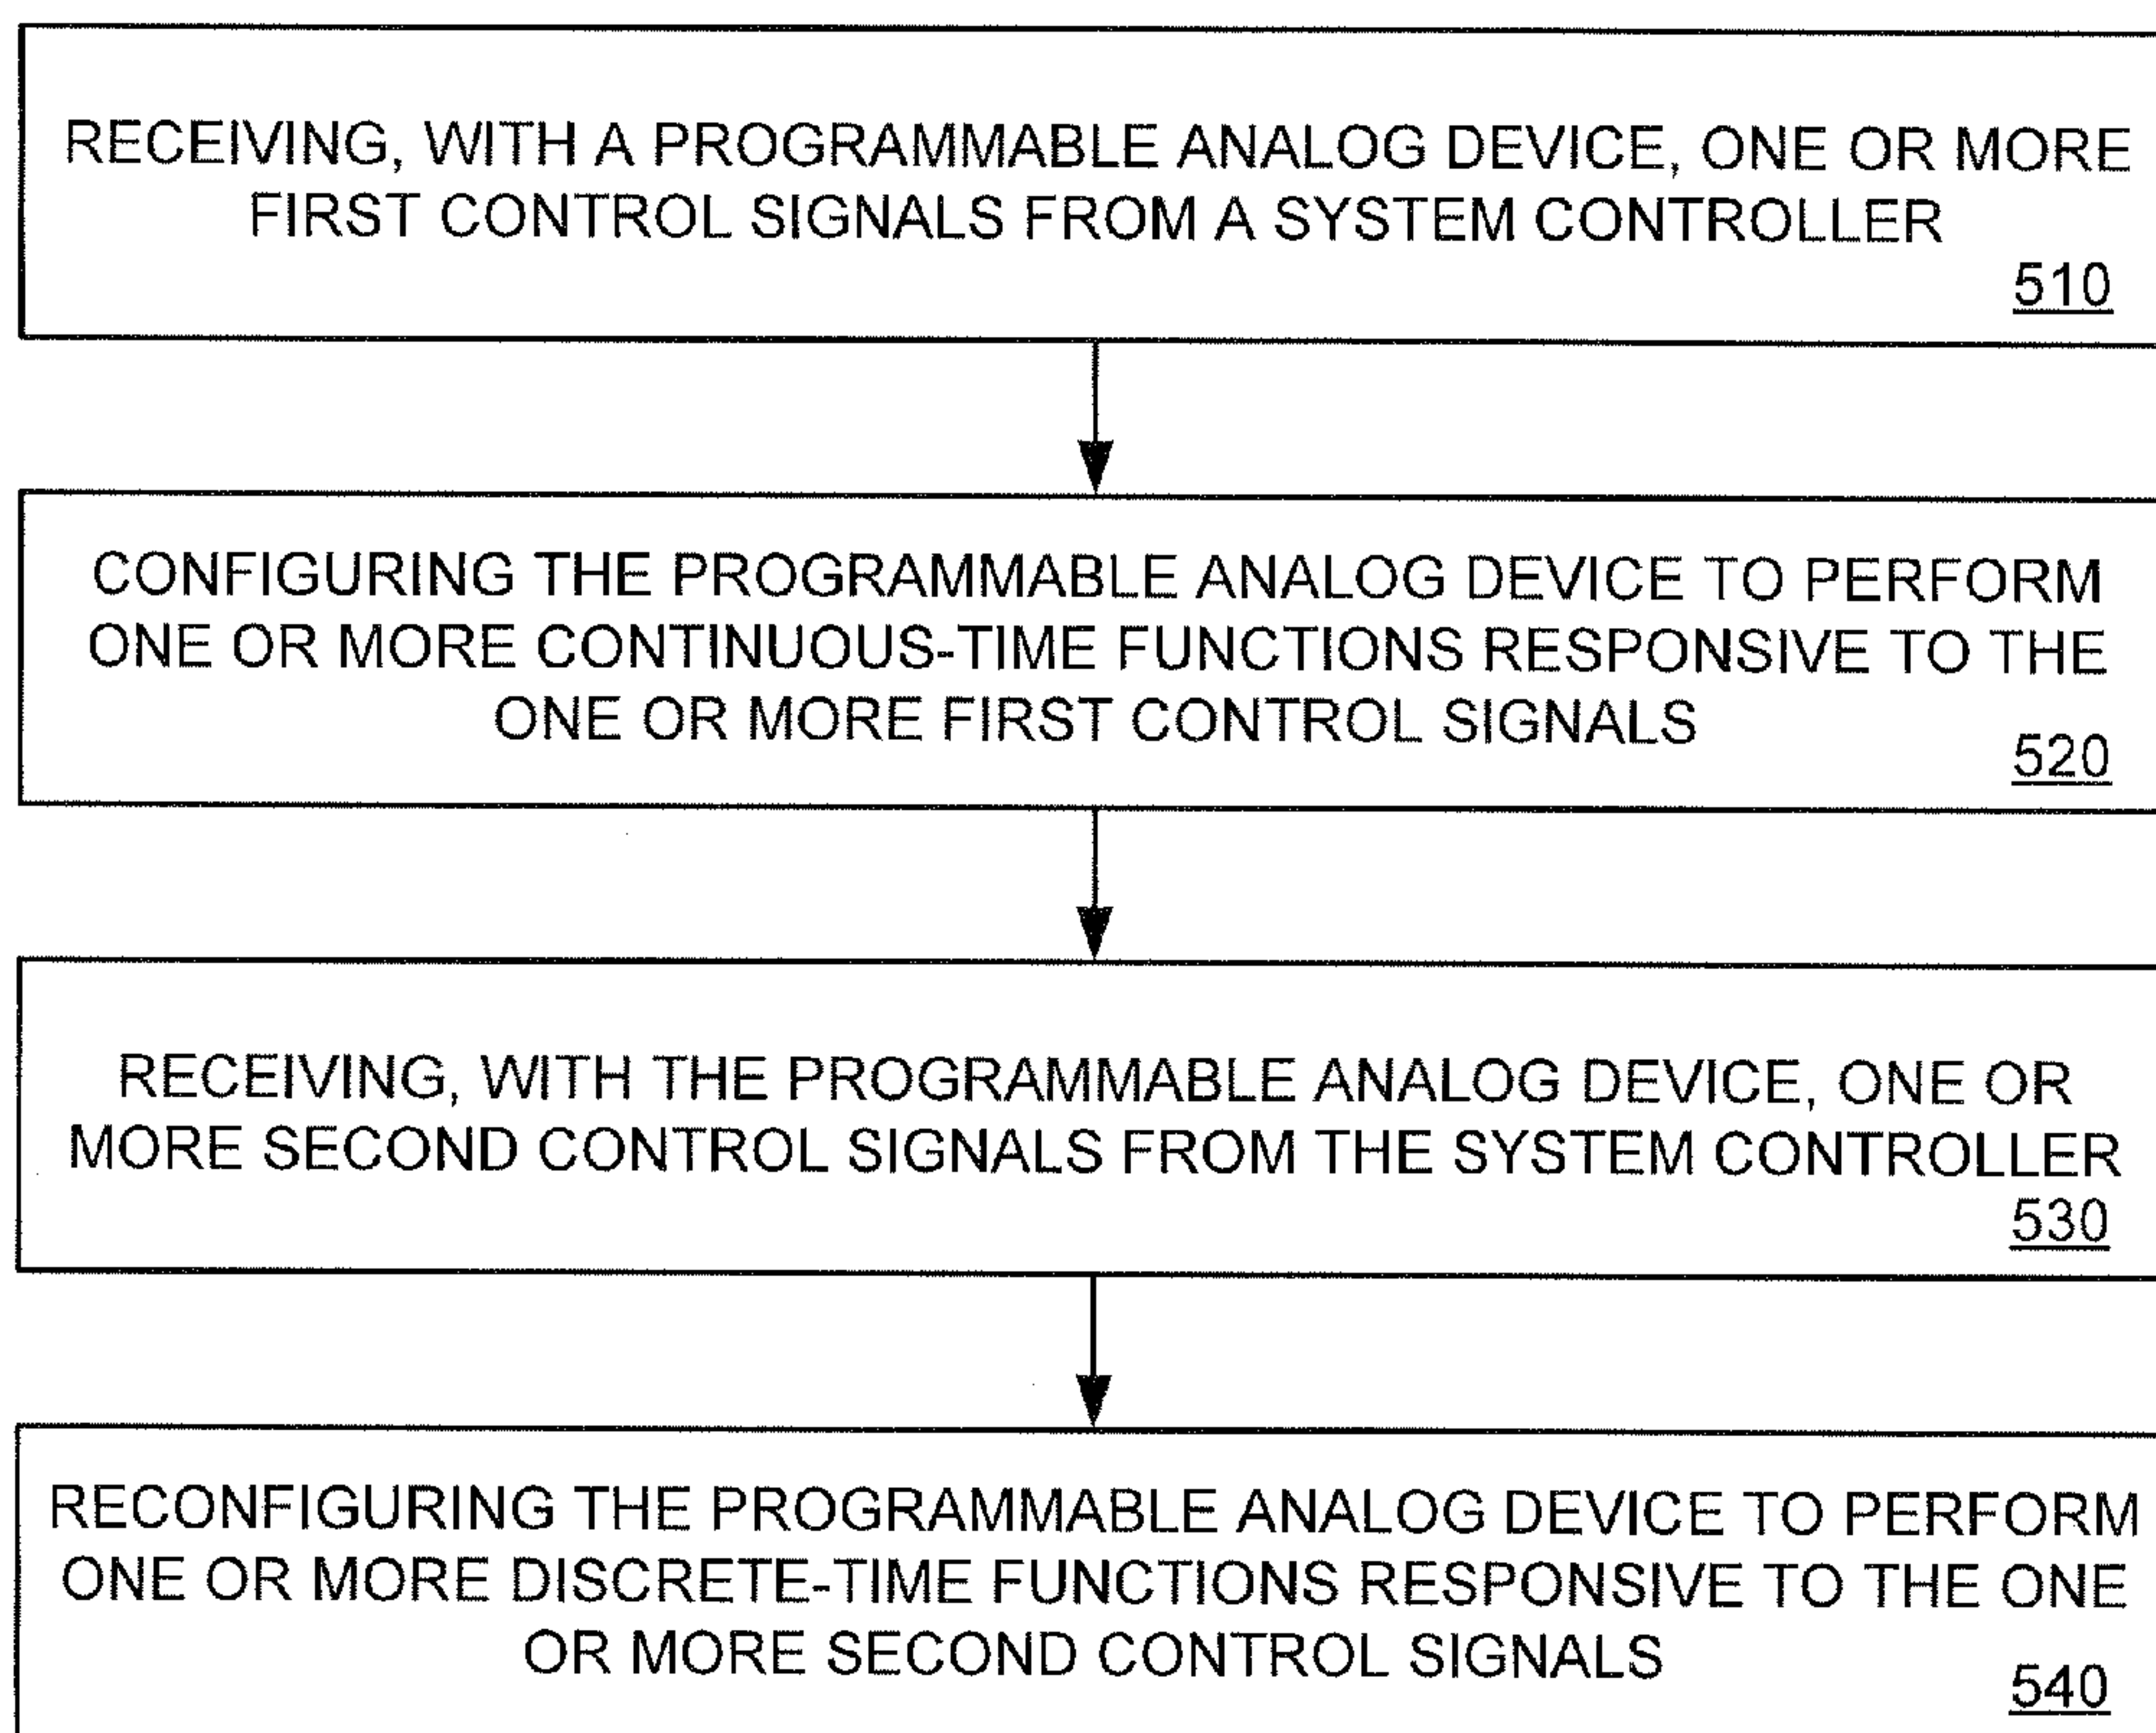 RECEIVING, WITH A PROGRAMMABLE ANALOG DEVICE, ONE OR MORE
FIRST CONTROL SIGNALS FROM A SYSTEM CONTROLLER
510
CONFIGURING THE PROGRAMMABLE ANALOG DEVICE TO PERFORM
ONE OR MORE CONTINUOUS-TIME FUNCTIONS RESPONSIVE TO THE
ONE OR MORE FIRST CONTROL SIGNALS
520
RECEIVING, WITH THE PROGRAMMABLE ANALOG DEVICE, ONE OR
MORE SECOND CONTROL SIGNALS FROM THE SYSTEM CONTROLLER
530
RECONFIGURING THE PROGRAMMABLE ANALOG DEVICE TO PERFORM
ONE OR MORE DISCRETE-TIME FUNCTIONS RESPONSIVE TO THE ONE
OR MORE SECOND CONTROL SIGNALS
540